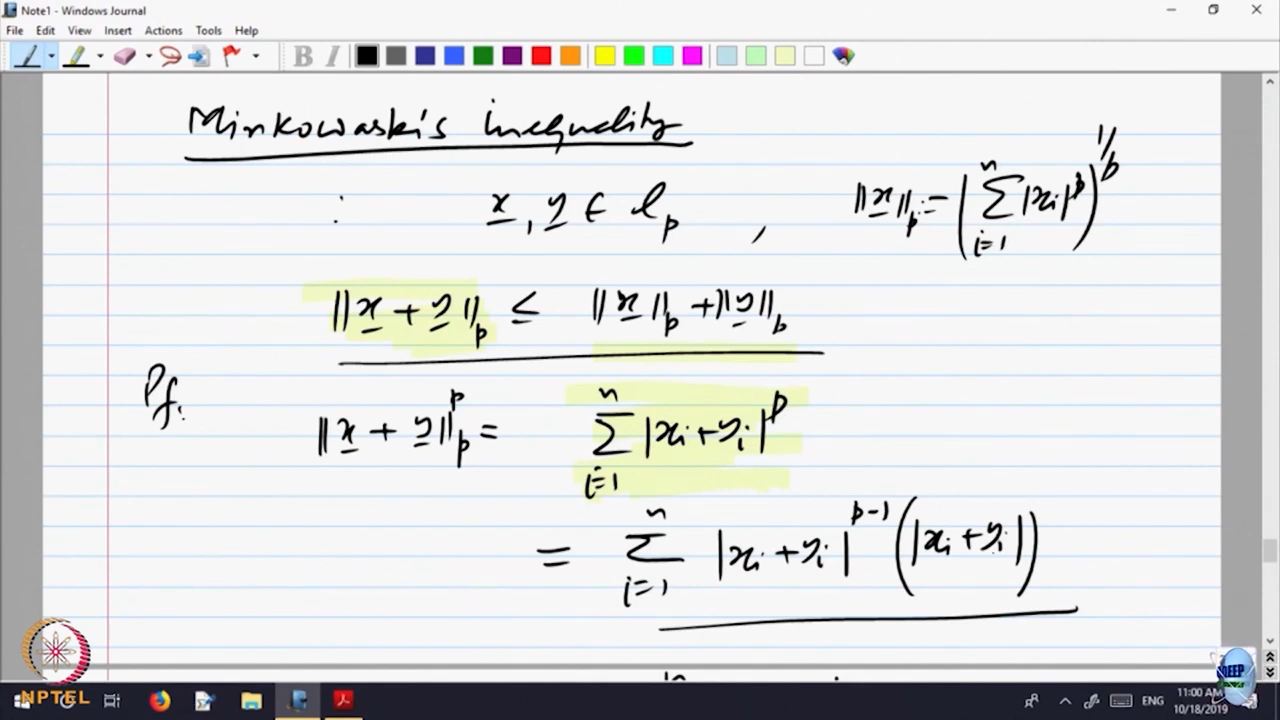 Note1 - Windows Journal
File Edit View Insert Actions Tools Help
B I
Minkowaski's inequality
: x, y ∈ l_p , ||x||_p = (∑_{i=1}^{n} |x_i|^p)^{1/p}
||x + y||_p ≤ ||x||_p + ||y||_p
Pf.
||x + y||_p^p = ∑_{i=1}^{n} |x_i + y_i|^p
= ∑_{i=1}^{n} |x_i + y_i|^{p-1} (|x_i + y_i|)
NPTEL
ENG
11:00 AM
10/18/2019